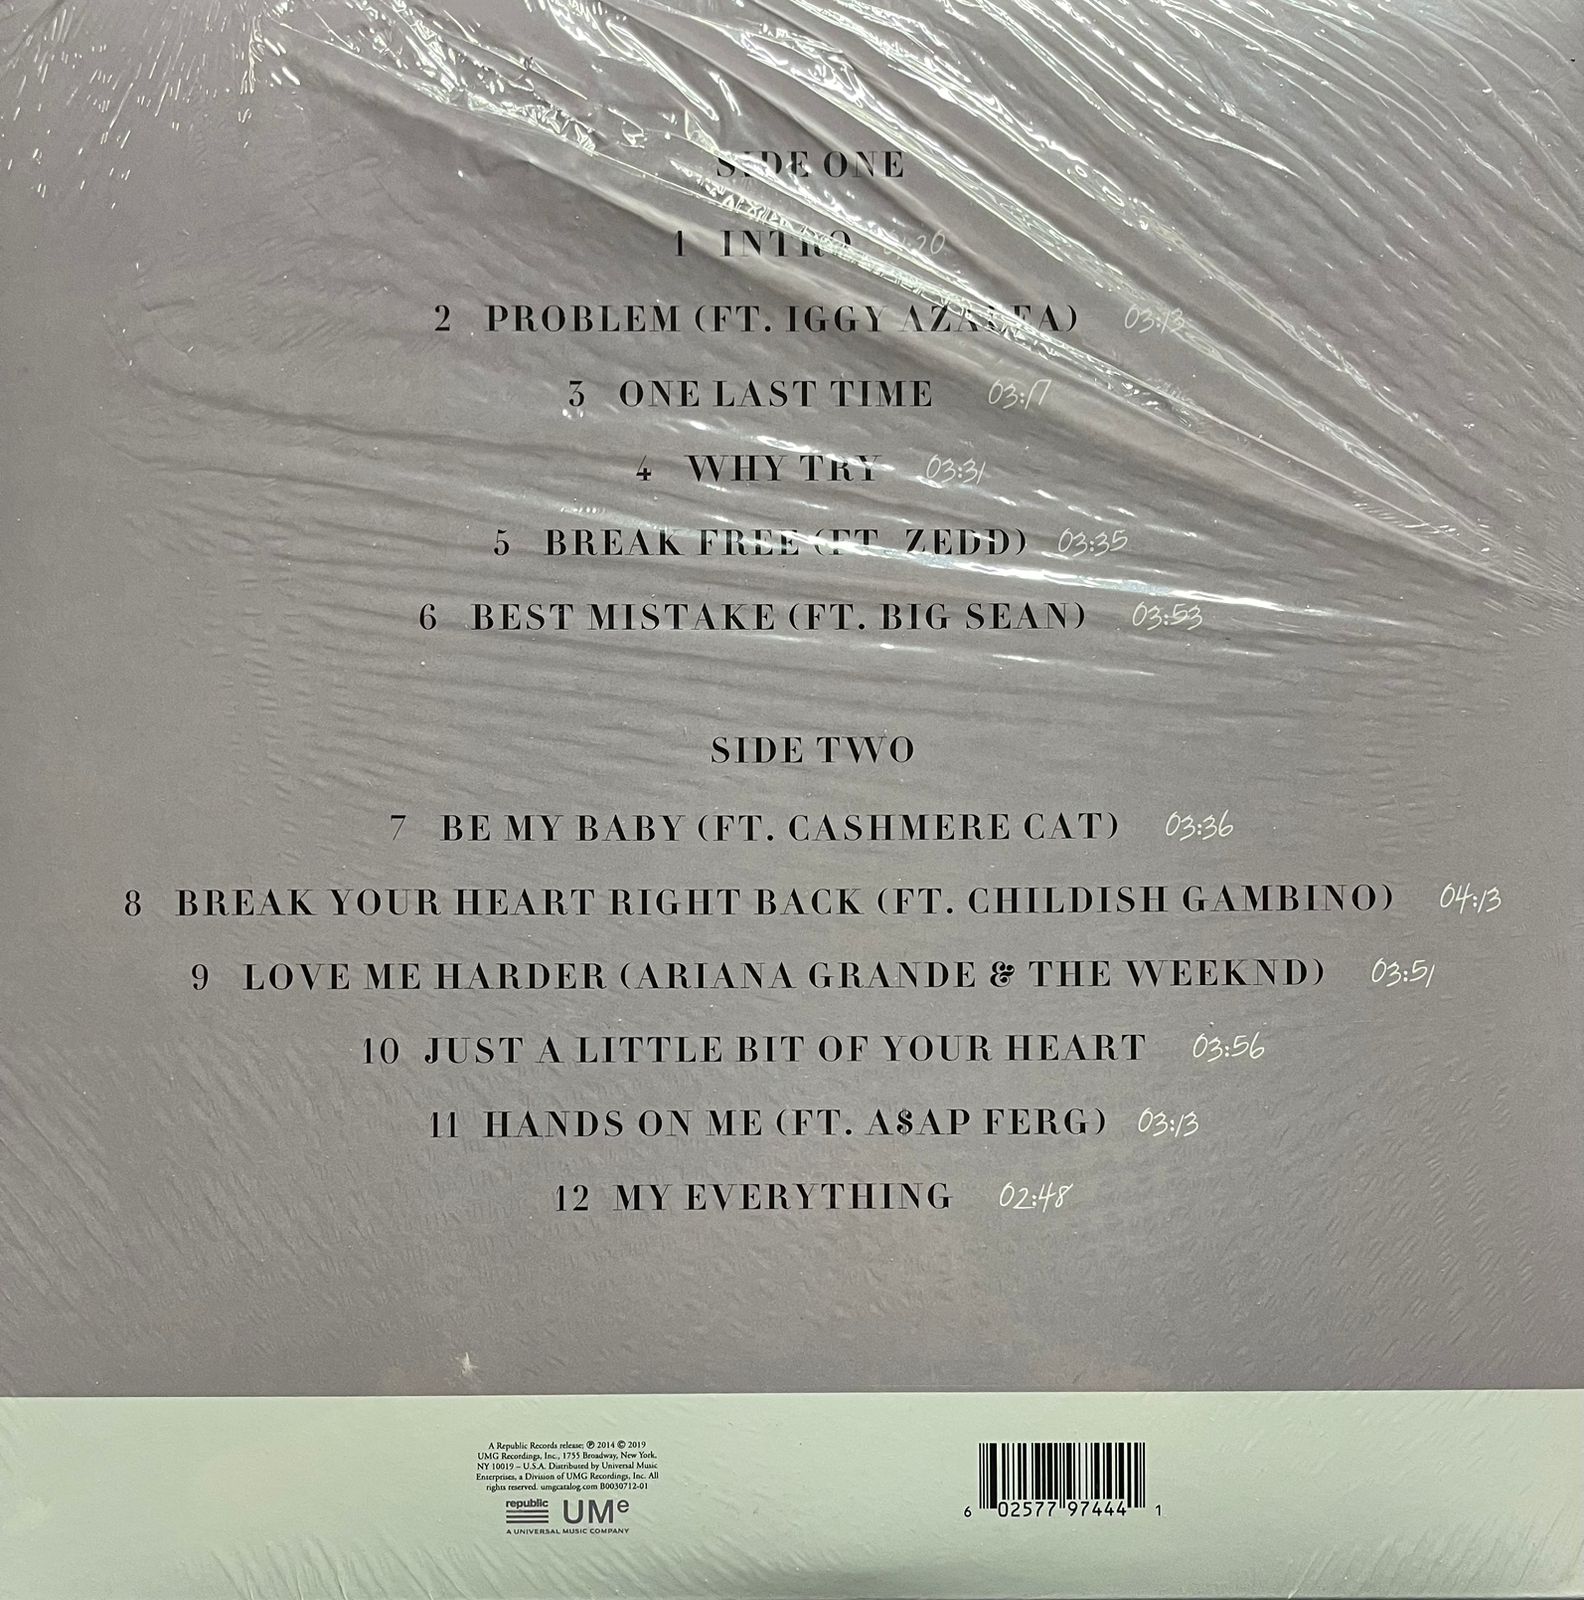 SIDE ONE
1 INTRO 01:20
2 PROBLEM (FT. IGGY AZALEA) 03:13
3 ONE LAST TIME 03:17
4 WHY TRY 03:31
5 BREAK FREE (FT. ZEDD) 03:35
6 BEST MISTAKE (FT. BIG SEAN) 03:53
SIDE TWO
7 BE MY BABY (FT. CASHMERE CAT) 03:36
8 BREAK YOUR HEART RIGHT BACK (FT. CHILDISH GAMBINO) 04:13
9 LOVE ME HARDER (ARIANA GRANDE & THE WEEKND) 03:51
10 JUST A LITTLE BIT OF YOUR HEART 03:56
11 HANDS ON ME (FT. A$AP FERG) 03:13
12 MY EVERYTHING 02:48
A Republic Records release; ℗ 2014 © 2019
UMG Recordings, Inc., 1755 Broadway, New York,
NY 10019 – U.S.A. Distributed by Universal Music
Enterprises, a Division of UMG Recordings, Inc. All
rights reserved. umgcatalog.com B0030712-01
republic UMe
A UNIVERSAL MUSIC COMPANY
6 02577 97444 1